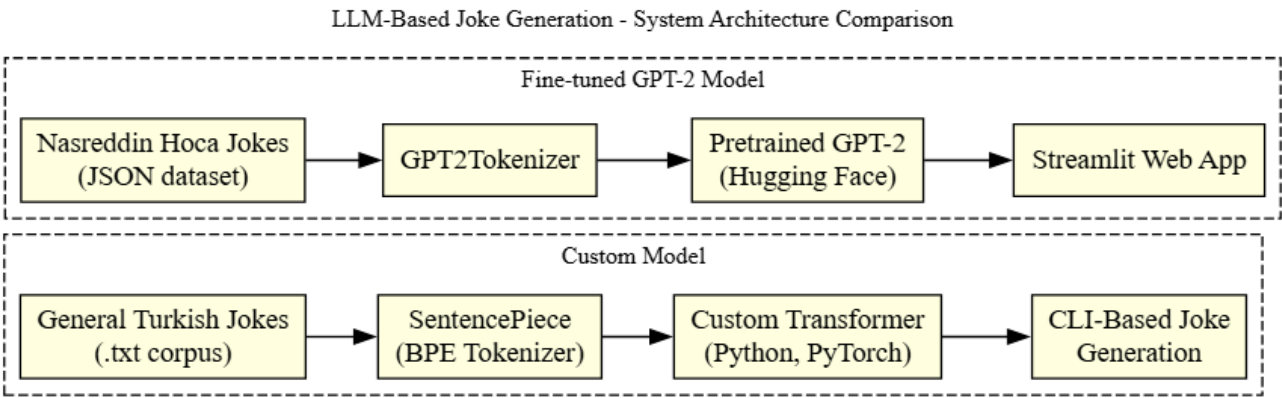 LLM-Based Joke Generation - System Architecture Comparison
Fine-tuned GPT-2 Model
Nasreddin Hoca Jokes
(JSON dataset)
GPT2Tokenizer
Pretrained GPT-2
(Hugging Face)
Streamlit Web App
Custom Model
General Turkish Jokes
(.txt corpus)
SentencePiece
(BPE Tokenizer)
Custom Transformer
(Python, PyTorch)
CLI-Based Joke
Generation